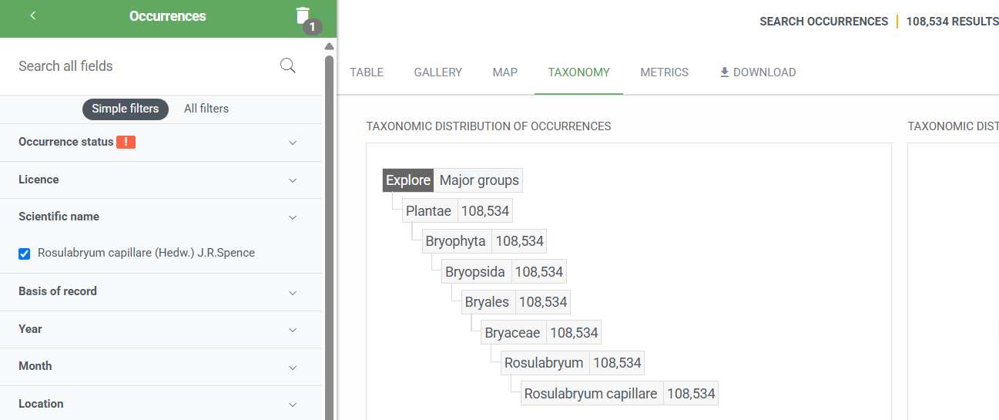 Occurrences
1
Search all fields
Simple filters All filters
Occurrence status !
Licence
Scientific name
Rosulabryum capillare (Hedw.) J.R.Spence
Basis of record
Year
Month
Location
SEARCH OCCURRENCES | 108,534 RESULTS
TABLE GALLERY MAP TAXONOMY METRICS DOWNLOAD
TAXONOMIC DISTRIBUTION OF OCCURRENCES
Explore Major groups
Plantae 108,534
Bryophyta 108,534
Bryopsida 108,534
Bryales 108,534
Bryaceae 108,534
Rosulabryum 108,534
Rosulabryum capillare 108,534
TAXONOMIC DIST